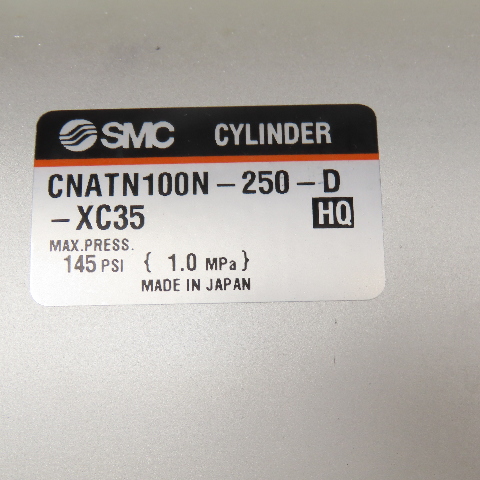 SMC CYLINDER
CNATN100N-250-D
-XC35 HQ
MAX.PRESS.
145 PSI { 1.0 MPa }
MADE IN JAPAN